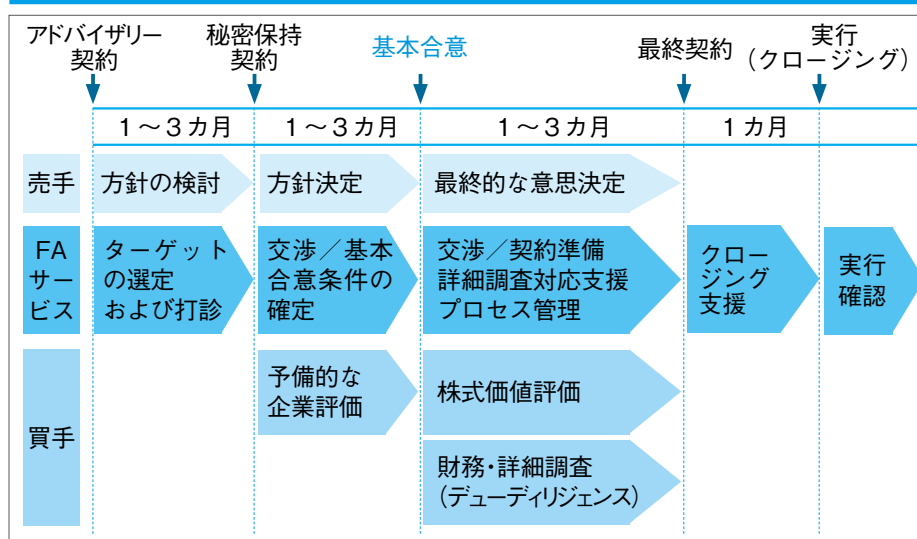 アドバイザリー
契約
秘密保持
契約
基本合意
最終契約
実行
（クロージング）
1～3カ月
1～3カ月
1～3カ月
1カ月
売手
方針の検討
方針決定
最終的な意思決定
FA
サー
ビス
ターゲット
の選定
および打診
交渉／基本
合意条件の
確定
交渉／契約準備
詳細調査対応支援
プロセス管理
クロー
ジング
支援
実行
確認
買手
予備的な
企業評価
株式価値評価
財務・詳細調査
（デューディリジェンス）